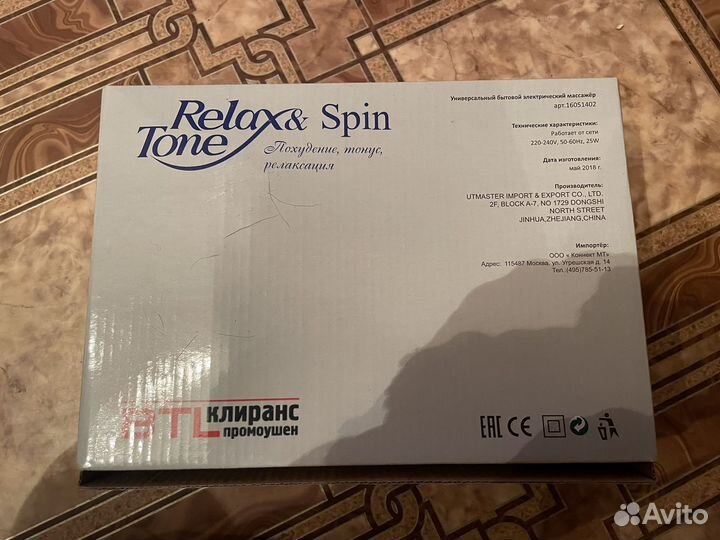 Relax & Spin
Tone
Похудение, тонус,
релаксация
Универсальный бытовой электрический массажёр
арт.16051402
Технические характеристики:
Работает от сети
220-240V, 50-60Hz, 25W
Дата изготовления:
май 2018 г.
Производитель:
UTMASTER IMPORT & EXPORT CO., LTD.
2F, BLOCK A-7, NO 1729 DONGSHI
NORTH STREET
JINHUA,ZHEJIANG,CHINA
Импортёр:
ООО « Коннект МТ»
Адрес: 115487 Москва, ул. Угрешская д. 14
Тел. (495)785-51-13
BTL клиранс
промоушен
EAC CE
Avito